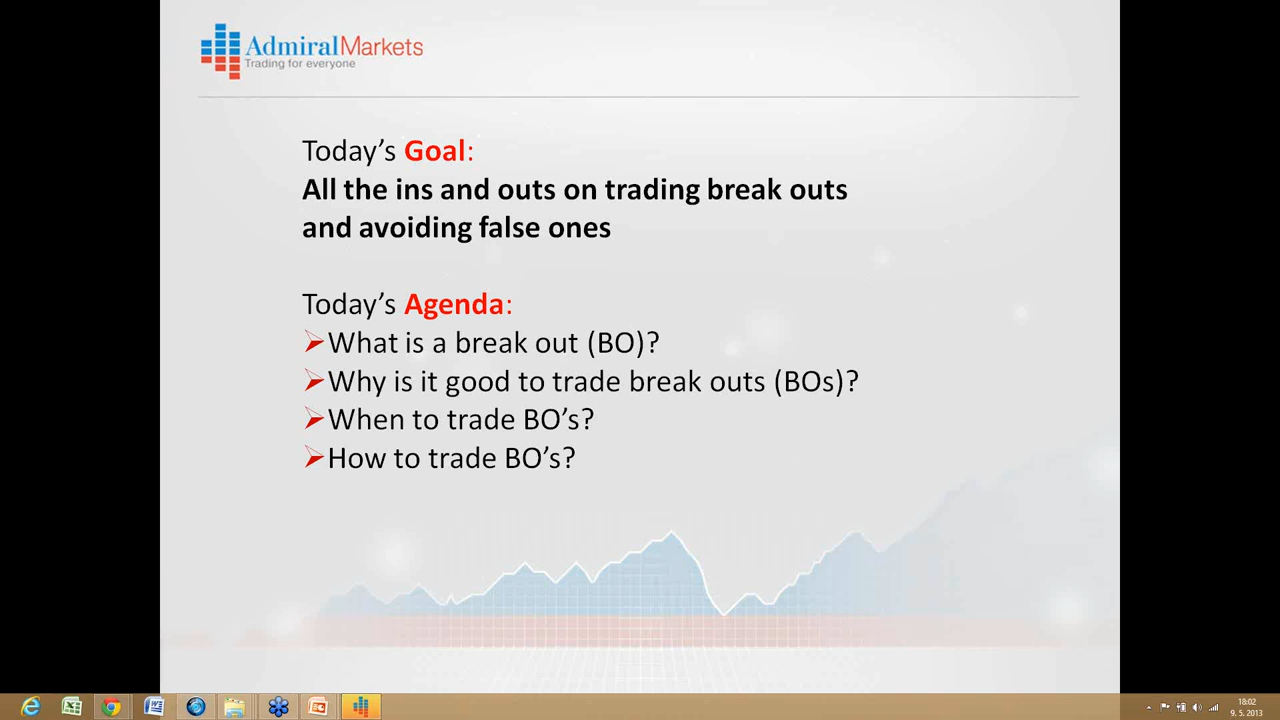 AdmiralMarkets
Trading for everyone
Today's Goal:
All the ins and outs on trading break outs
and avoiding false ones
Today's Agenda:
What is a break out (BO)?
Why is it good to trade break outs (BOs)?
When to trade BO's?
How to trade BO's?
18:02
9. 5. 2013